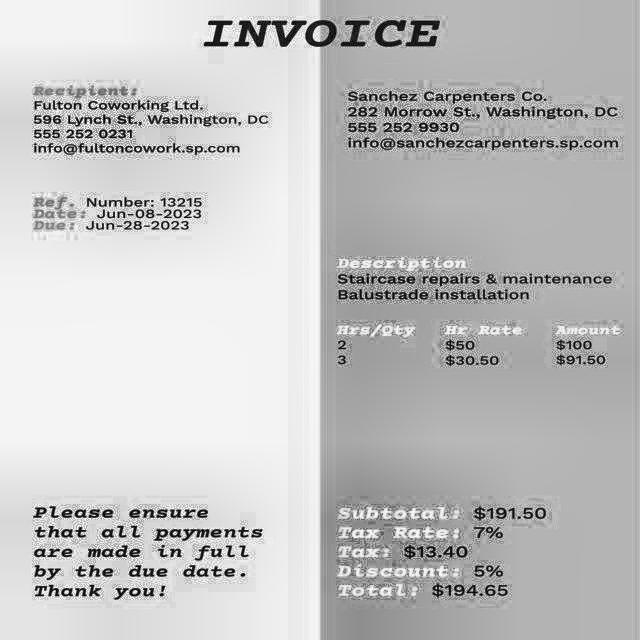 INVOICE
Recipient:
Fulton Coworking Ltd.
596 Lynch St., Washington, DC
555 252 0231
info@fultoncowork.sp.com
Sanchez Carpenters Co.
282 Morrow St., Washington, DC
555 252 9930
info@sanchezcarpenters.sp.com
Ref. Number: 13215
Date: Jun-08-2023
Due: Jun-28-2023
Description
Staircase repairs & maintenance
Balustrade installation
Hrs/Qty Hr Rate Amount
2 $50 $100
3 $30.50 $91.50
Please ensure
that all payments
are made in full
by the due date.
Thank you!
Subtotal: $191.50
Tax Rate: 7%
Tax: $13.40
Discount: 5%
Total: $194.65